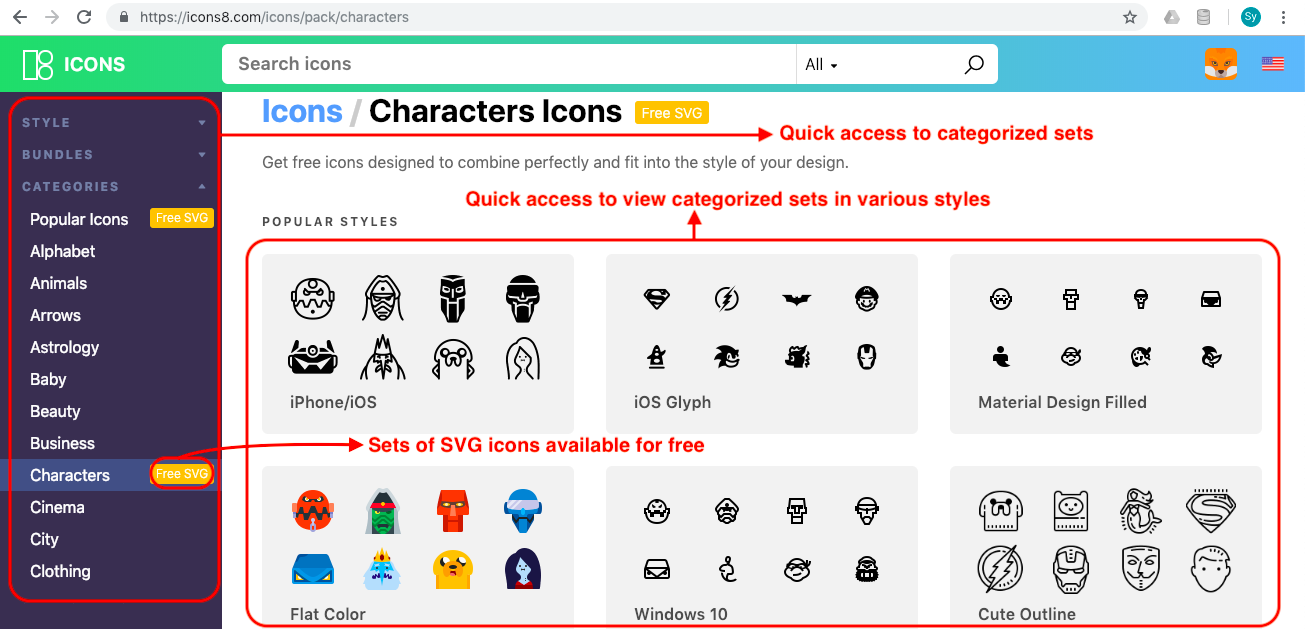 https://icons8.com/icons/pack/characters
Sy
ICONS
Search icons
All
STYLE
BUNDLES
CATEGORIES
Popular Icons Free SVG
Alphabet
Animals
Arrows
Astrology
Baby
Beauty
Business
Characters Free SVG
Cinema
City
Clothing
Icons / Characters Icons Free SVG
Quick access to categorized sets
Get free icons designed to combine perfectly and fit into the style of your design.
Quick access to view categorized sets in various styles
POPULAR STYLES
iPhone/iOS
iOS Glyph
Material Design Filled
Sets of SVG icons available for free
Flat Color
Windows 10
Cute Outline